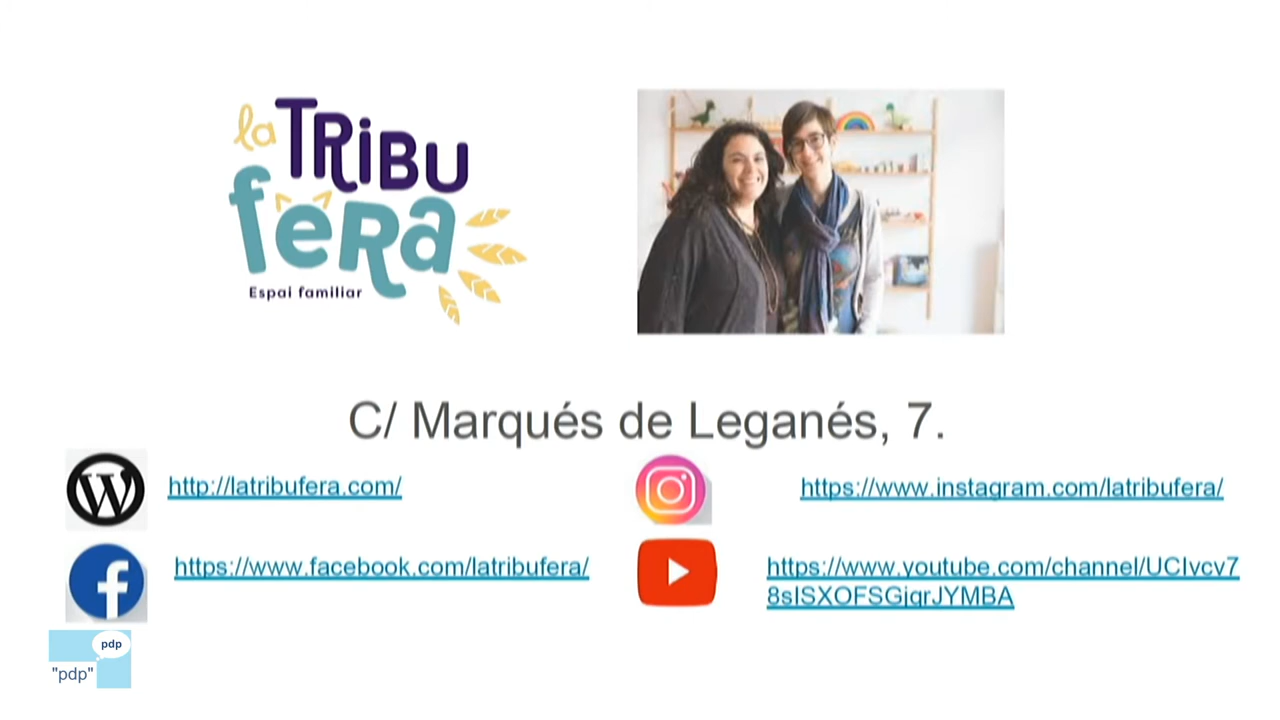 la TRiBU
fera
Espai familiar
C/ Marqués de Leganés, 7.
http://latribufera.com/
https://www.instagram.com/latribufera/
https://www.facebook.com/latribufera/
https://www.youtube.com/channel/UCIvcv7
8sISXOFSGjqrJYMBA
pdp
"pdp"